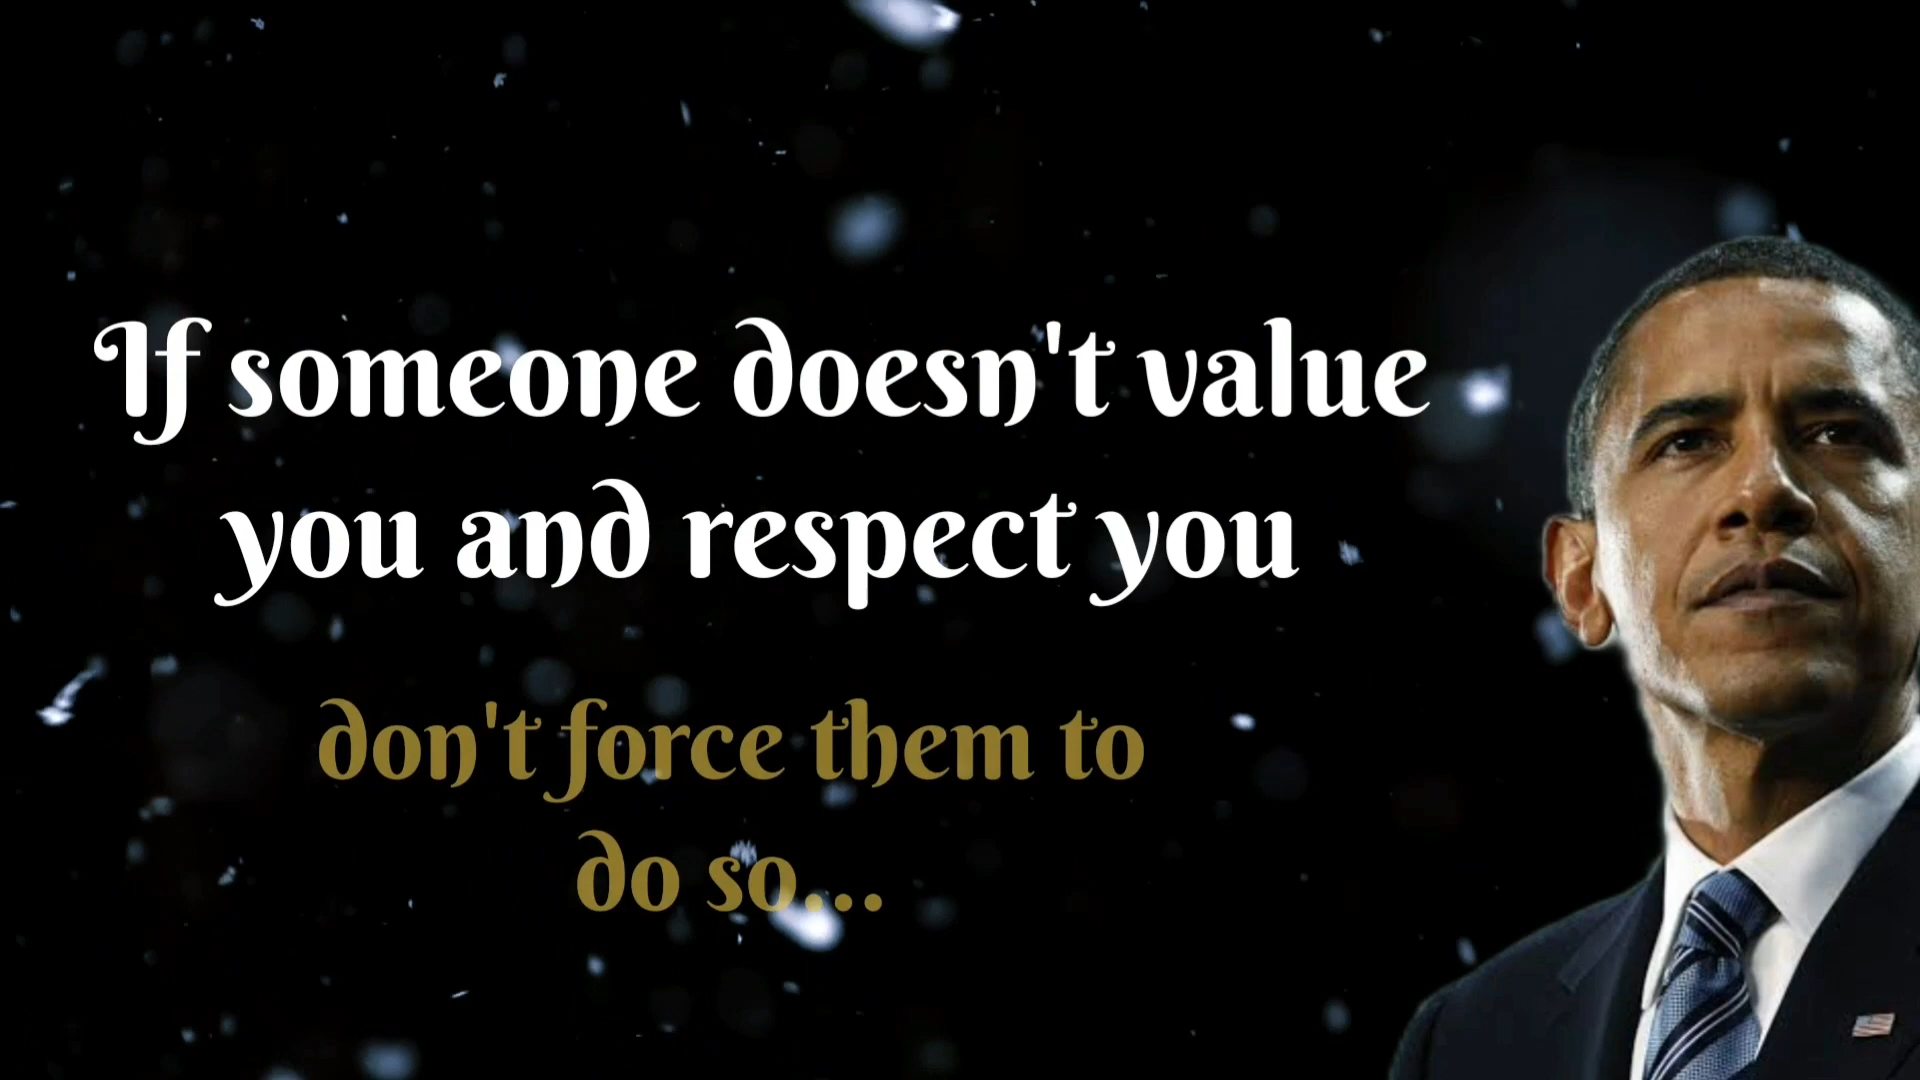 If someone doesn't value
you and respect you
don't force them to
do so...